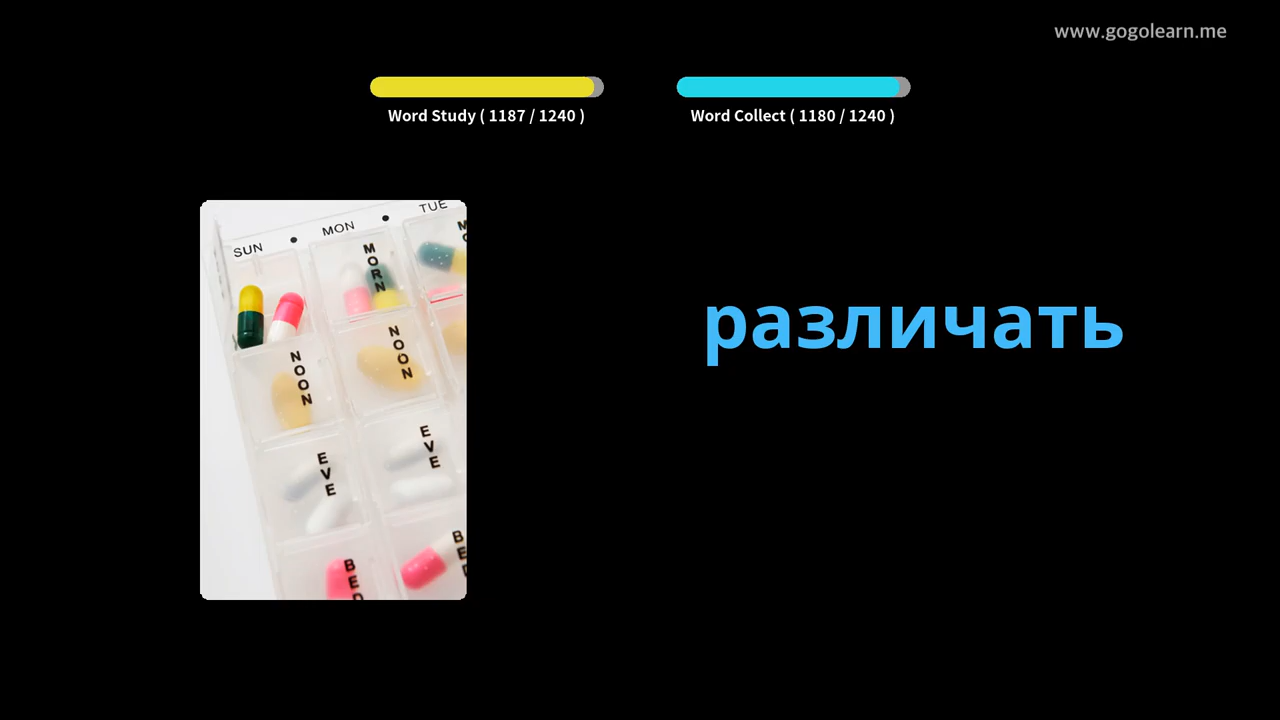 www.gogolearn.me
Word Study ( 1187 / 1240 )
Word Collect ( 1180 / 1240 )
различать
SUN • MON • TUE
MORN
NOON
NOON
EVE
EVE
BED